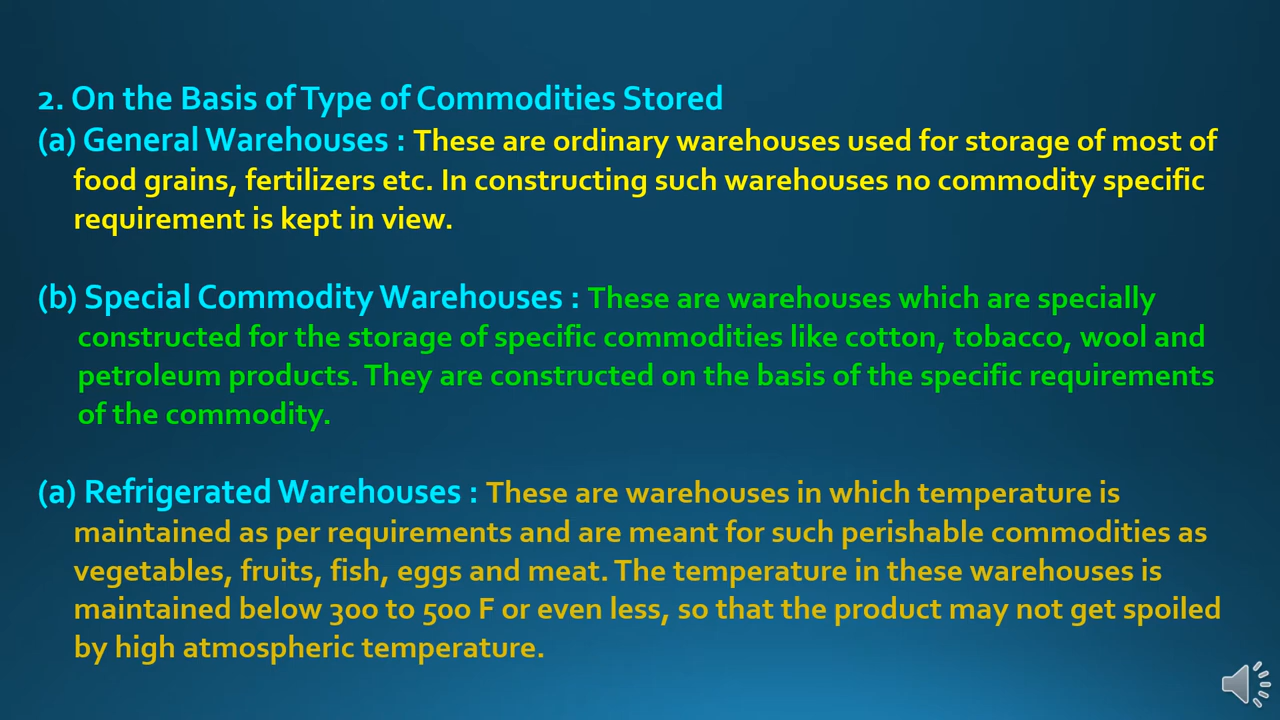 2. On the Basis of Type of Commodities Stored
(a) General Warehouses : These are ordinary warehouses used for storage of most of
food grains, fertilizers etc. In constructing such warehouses no commodity specific
requirement is kept in view.
(b) Special Commodity Warehouses : These are warehouses which are specially
constructed for the storage of specific commodities like cotton, tobacco, wool and
petroleum products. They are constructed on the basis of the specific requirements
of the commodity.
(a) Refrigerated Warehouses : These are warehouses in which temperature is
maintained as per requirements and are meant for such perishable commodities as
vegetables, fruits, fish, eggs and meat. The temperature in these warehouses is
maintained below 300 to 500 F or even less, so that the product may not get spoiled
by high atmospheric temperature.